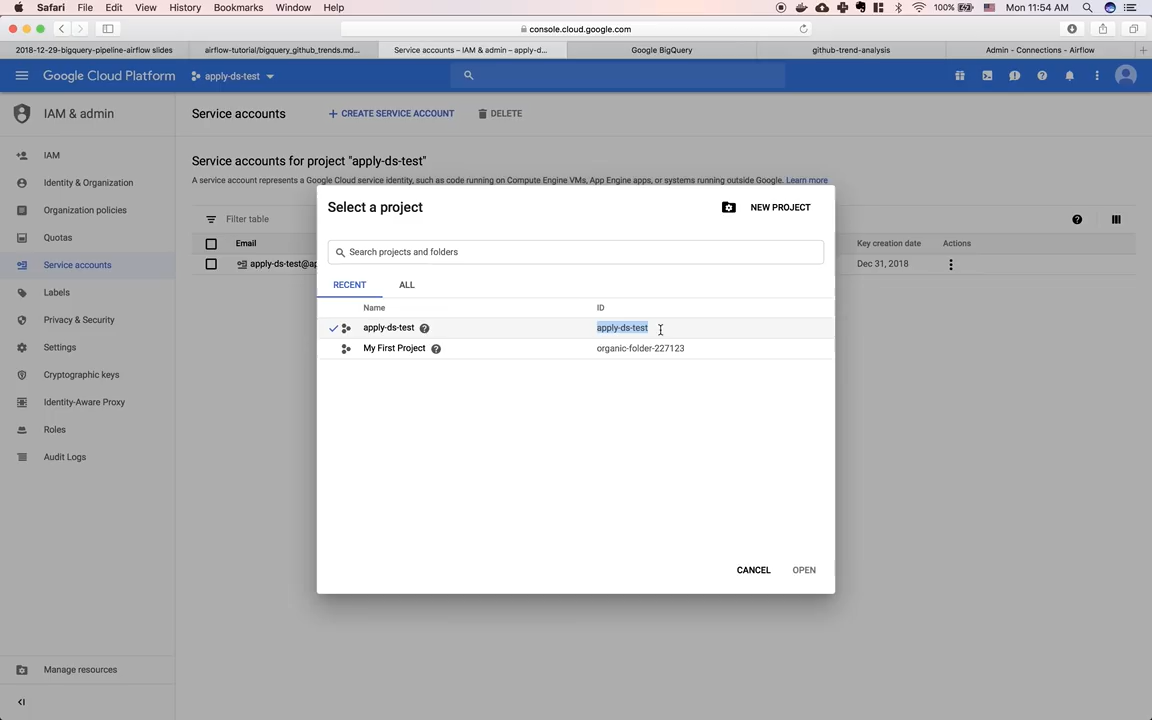 Safari File Edit View History Bookmarks Window Help 100% Mon 11:54 AM
console.cloud.google.com
2018-12-29-bigquery-pipeline-airflow slides airflow-tutorial/bigquery_github_trends.md... Service accounts – IAM & admin – apply-d... Google BigQuery github-trend-analysis Admin - Connections - Airflow
Google Cloud Platform apply-ds-test
IAM & admin Service accounts CREATE SERVICE ACCOUNT DELETE
IAM
Identity & Organization
Organization policies
Quotas
Service accounts
Labels
Privacy & Security
Settings
Cryptographic keys
Identity-Aware Proxy
Roles
Audit Logs
Manage resources
Service accounts for project "apply-ds-test"
A service account represents a Google Cloud service identity, such as code running on Compute Engine VMs, App Engine apps, or systems running outside Google. Learn more
Filter table
Email Key creation date Actions
apply-ds-test@ap Dec 31, 2018
Select a project NEW PROJECT
Search projects and folders
RECENT ALL
Name ID
apply-ds-test apply-ds-test
My First Project organic-folder-227123
CANCEL OPEN